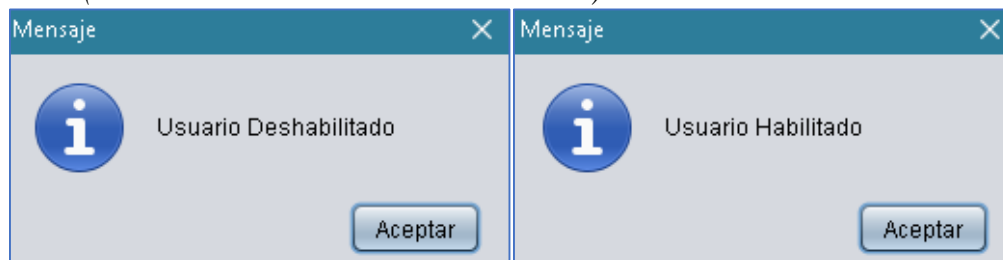 Mensaje
Usuario Deshabilitado
Aceptar
Mensaje
Usuario Habilitado
Aceptar